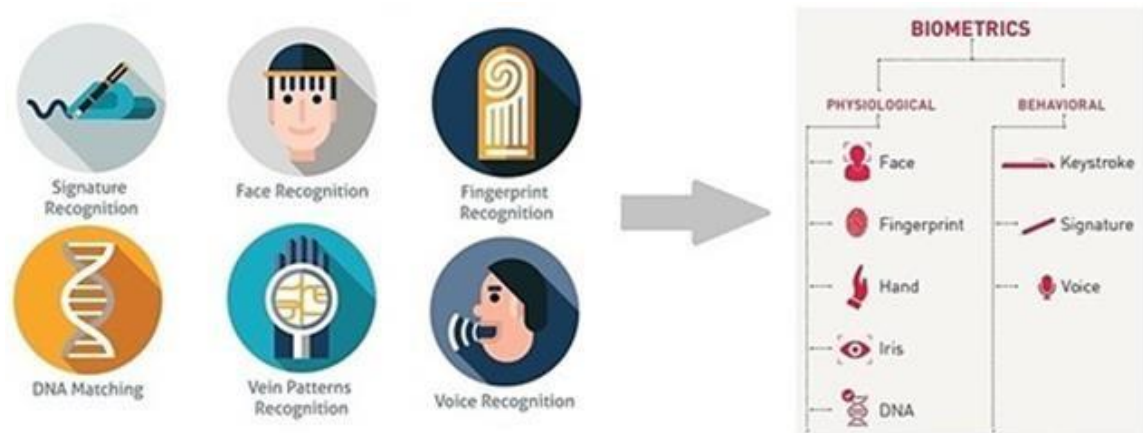 Signature
Recognition
Face Recognition
Fingerprint
Recognition
DNA Matching
Vein Patterns
Recognition
Voice Recognition
BIOMETRICS
PHYSIOLOGICAL
BEHAVIORAL
Face
Keystroke
Fingerprint
Signature
Hand
Voice
Iris
DNA